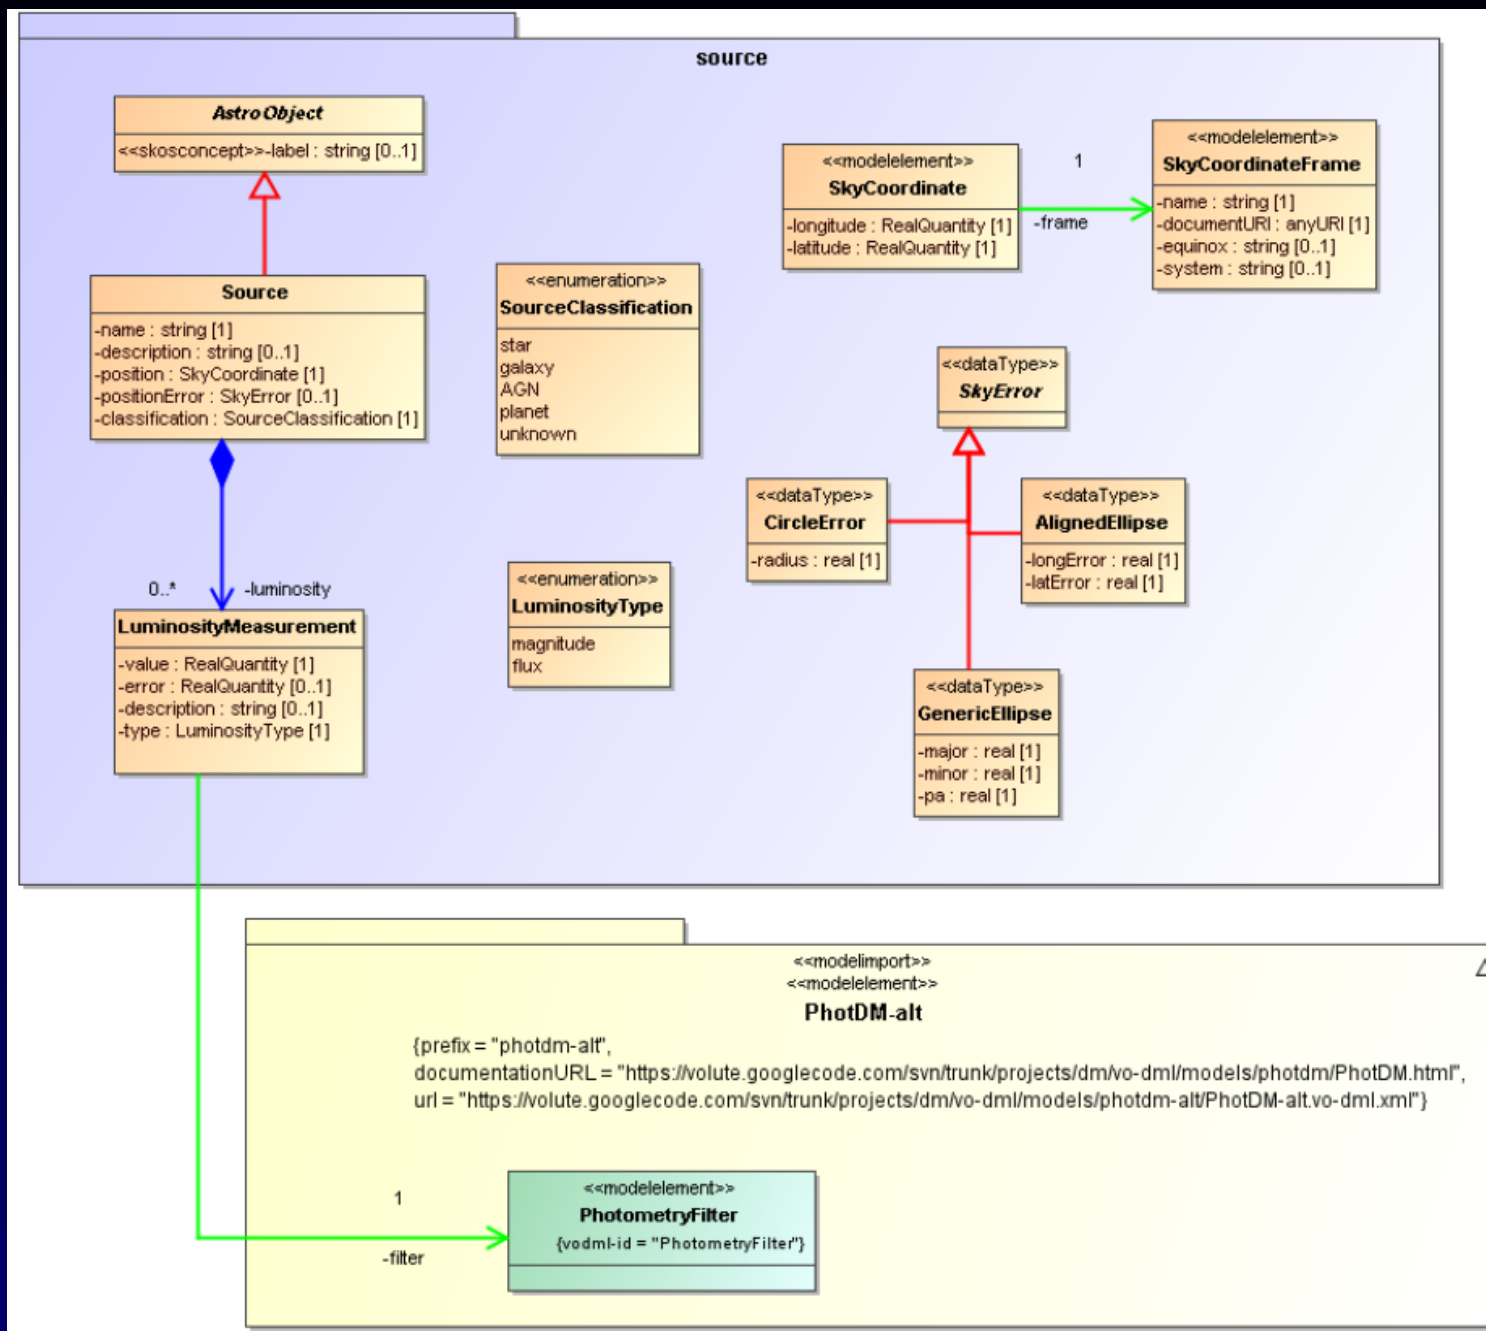 source
AstroObject
<<skosconcept>>-label : string [0..1]
Source
-name : string [1]
-description : string [0..1]
-position : SkyCoordinate [1]
-positionError : SkyError [0..1]
-classification : SourceClassification [1]
0..*
-luminosity
LuminosityMeasurement
-value : RealQuantity [1]
-error : RealQuantity [0..1]
-description : string [0..1]
-type : LuminosityType [1]
<<enumeration>>
SourceClassification
star
galaxy
AGN
planet
unknown
<<enumeration>>
LuminosityType
magnitude
flux
<<modelelement>>
SkyCoordinate
-longitude : RealQuantity [1]
-latitude : RealQuantity [1]
1
-frame
<<modelelement>>
SkyCoordinateFrame
-name : string [1]
-documentURI : anyURI [1]
-equinox : string [0..1]
-system : string [0..1]
<<dataType>>
SkyError
<<dataType>>
CircleError
-radius : real [1]
<<dataType>>
AlignedEllipse
-longError : real [1]
-latError : real [1]
<<dataType>>
GenericEllipse
-major : real [1]
-minor : real [1]
-pa : real [1]
<<modelimport>>
<<modelelement>>
PhotDM-alt
{prefix = "photdm-alt",
documentationURL = "https://volute.googlecode.com/svn/trunk/projects/dm/vo-dml/models/photdm/PhotDM.html",
url = "https://volute.googlecode.com/svn/trunk/projects/dm/vo-dml/models/photdm-alt/PhotDM-alt.vo-dml.xml"}
1
-filter
<<modelelement>>
PhotometryFilter
{vodml-id = "PhotometryFilter"}